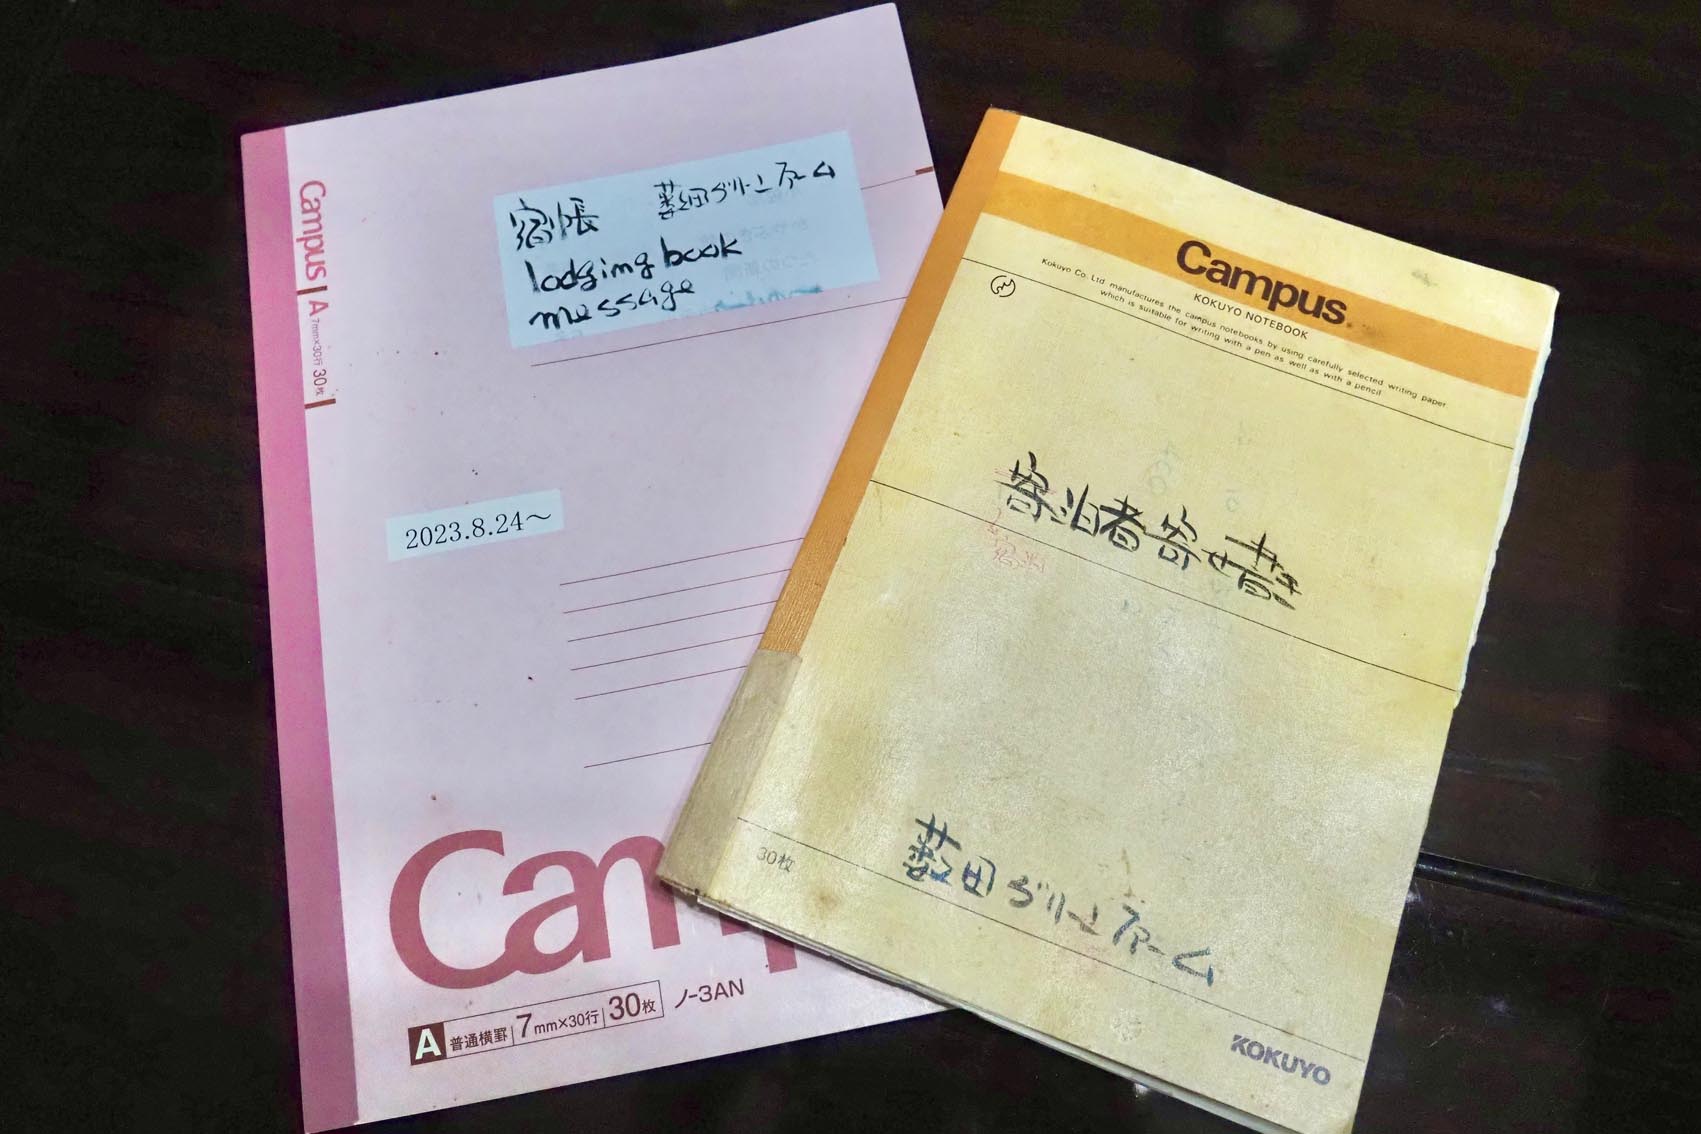 Campus A 7mm×30行 30枚
宿帳 藪田グリーンファーム
lodging book
message
2023.8.24〜
Cam
A 普通横罫 7mm×30行 30枚 ノ-3AN
Campus
KOKUYO NOTEBOOK
Kokuyo Co. Ltd. manufactures the campus notebooks by using carefully selected writing paper
which is suitable for writing with a pen as well as with a pencil
寄泊者寄せ書き
30枚
藪田グリーンファーム
KOKUYO